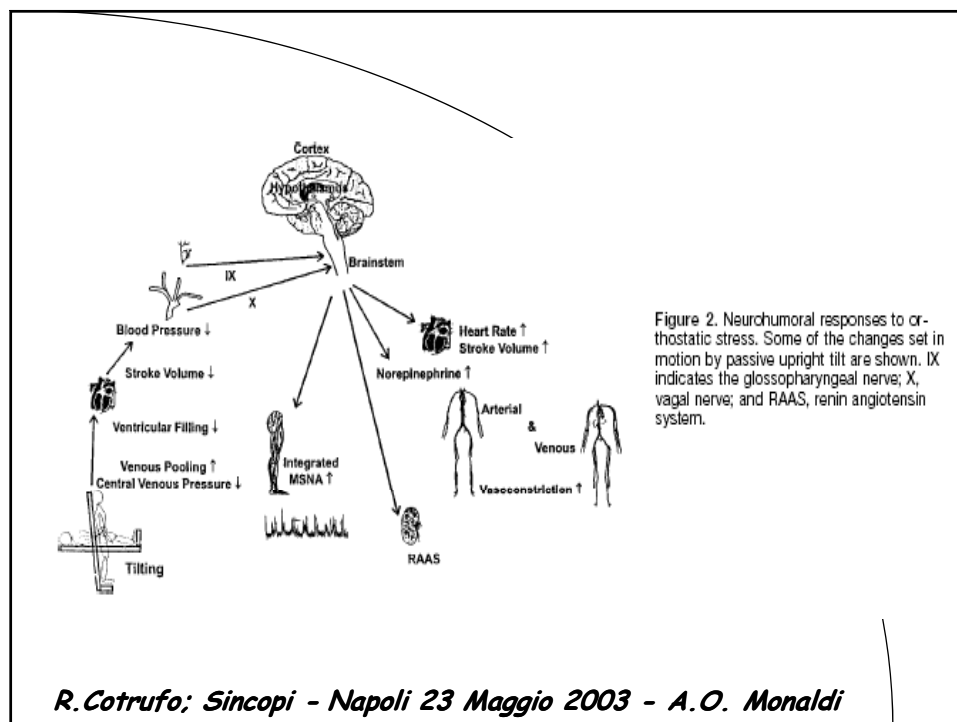 Cortex
Hypothalamus
Brainstem
IX
X
Blood Pressure ↓
Stroke Volume ↓
Ventricular Filling ↓
Venous Pooling ↑
Central Venous Pressure ↓
Tilting
Heart Rate ↑
Stroke Volume ↑
Norepinephrine ↑
Arterial
&
Venous
Vasoconstriction ↑
Integrated
MSNA ↑
RAAS
Figure 2. Neurohumoral responses to or-
thostatic stress. Some of the changes set in
motion by passive upright tilt are shown. IX
indicates the glossopharyngeal nerve; X,
vagal nerve; and RAAS, renin angiotensin
system.
R.Cotrufo; Sincopi - Napoli 23 Maggio 2003 - A.O. Monaldi